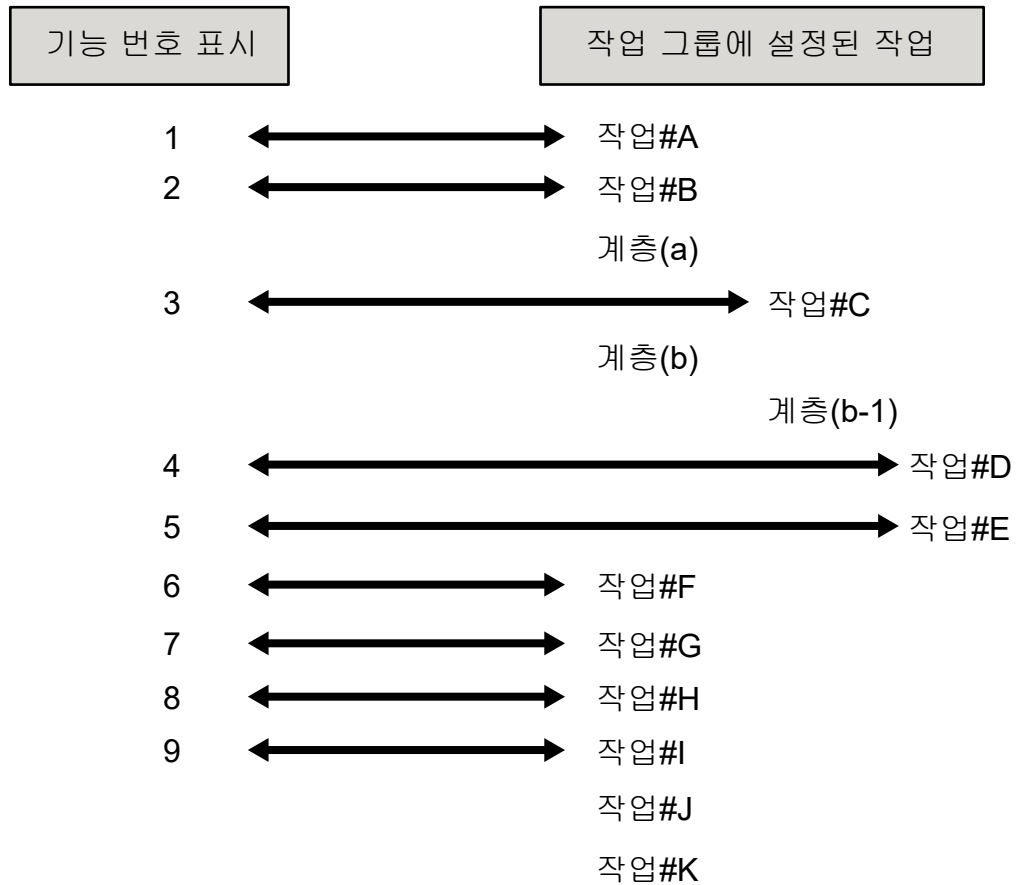 기능 번호 표시 작업 그룹에 설정된 작업
1 작업#A
2 작업#B
계층(a)
3 작업#C
계층(b)
계층(b-1)
4 작업#D
5 작업#E
6 작업#F
7 작업#G
8 작업#H
9 작업#I
작업#J
작업#K